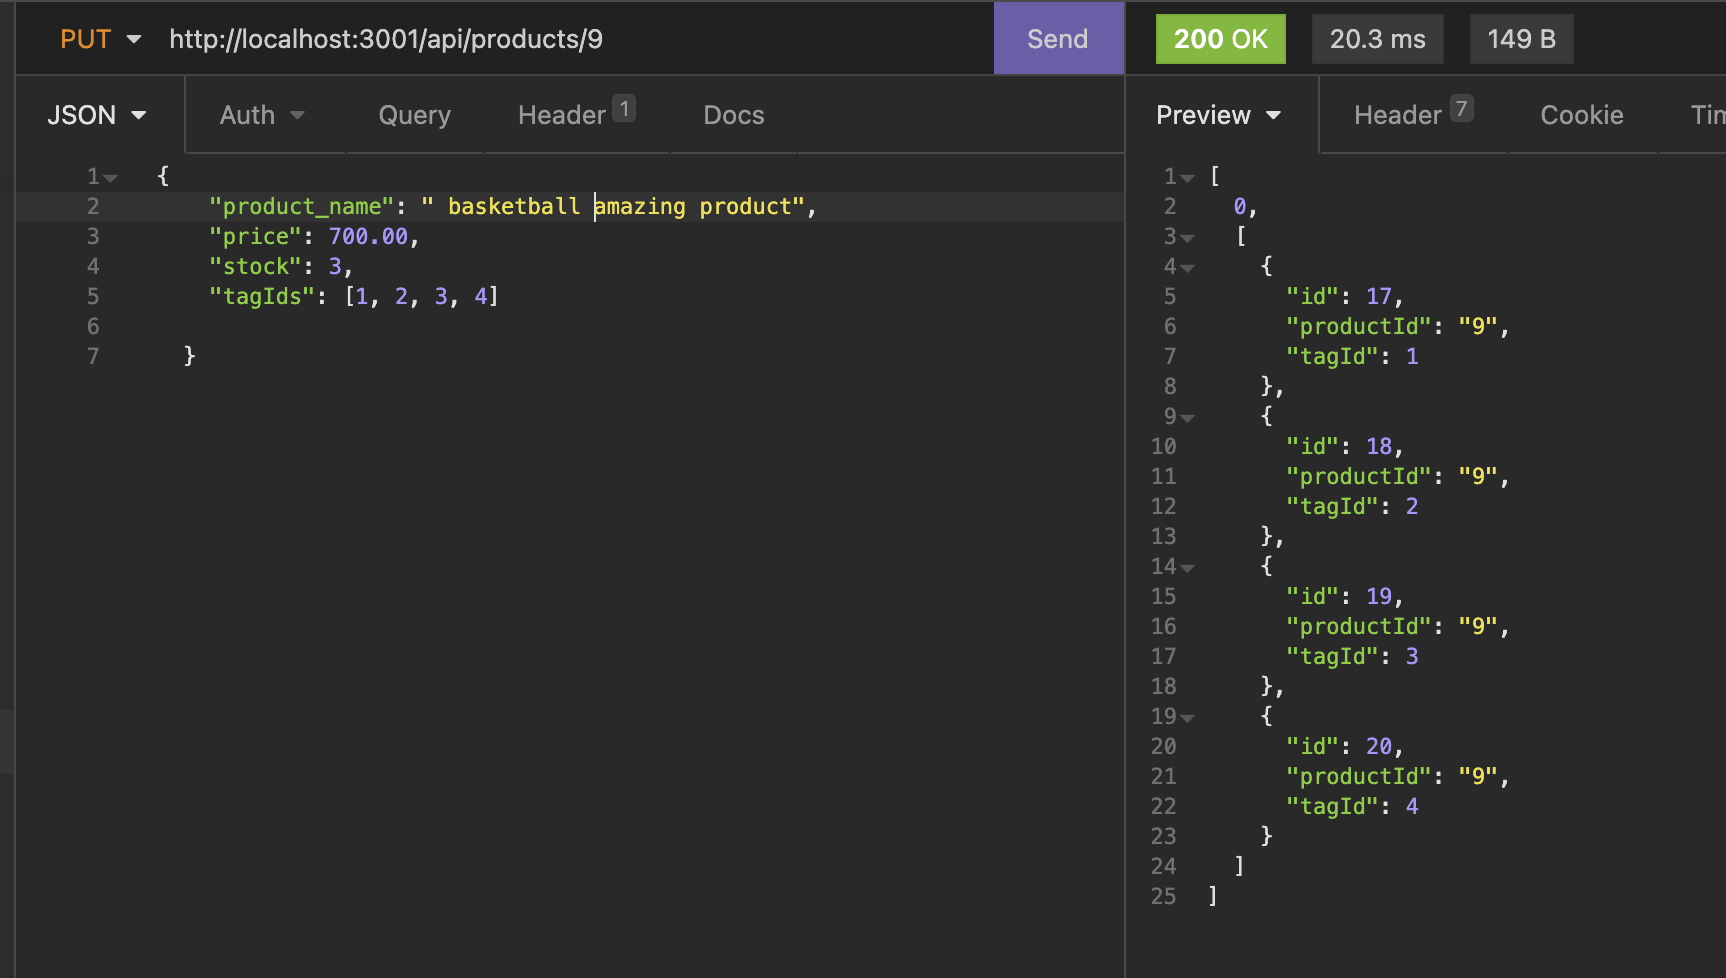 PUT http://localhost:3001/api/products/9 Send
JSON Auth Query Header 1 Docs
1 {
2 "product_name": " basketball amazing product",
3 "price": 700.00,
4 "stock": 3,
5 "tagIds": [1, 2, 3, 4]
6
7 }
200 OK 20.3 ms 149 B
Preview Header 7 Cookie Tim
1 [
2 0,
3 [
4 {
5 "id": 17,
6 "productId": "9",
7 "tagId": 1
8 },
9 {
10 "id": 18,
11 "productId": "9",
12 "tagId": 2
13 },
14 {
15 "id": 19,
16 "productId": "9",
17 "tagId": 3
18 },
19 {
20 "id": 20,
21 "productId": "9",
22 "tagId": 4
23 }
24 ]
25 ]